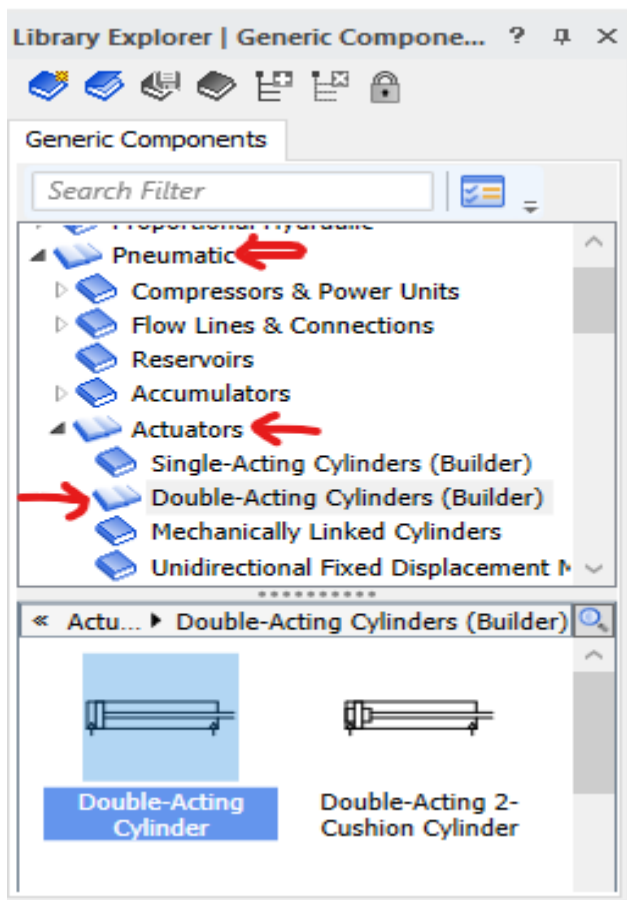 Library Explorer | Generic Compone... ?
Generic Components
Search Filter
Proportional Hydraulic
Pneumatic
Compressors & Power Units
Flow Lines & Connections
Reservoirs
Accumulators
Actuators
Single-Acting Cylinders (Builder)
Double-Acting Cylinders (Builder)
Mechanically Linked Cylinders
Unidirectional Fixed Displacement
« Actu... ▶ Double-Acting Cylinders (Builder)
Double-Acting Cylinder
Double-Acting 2-Cushion Cylinder